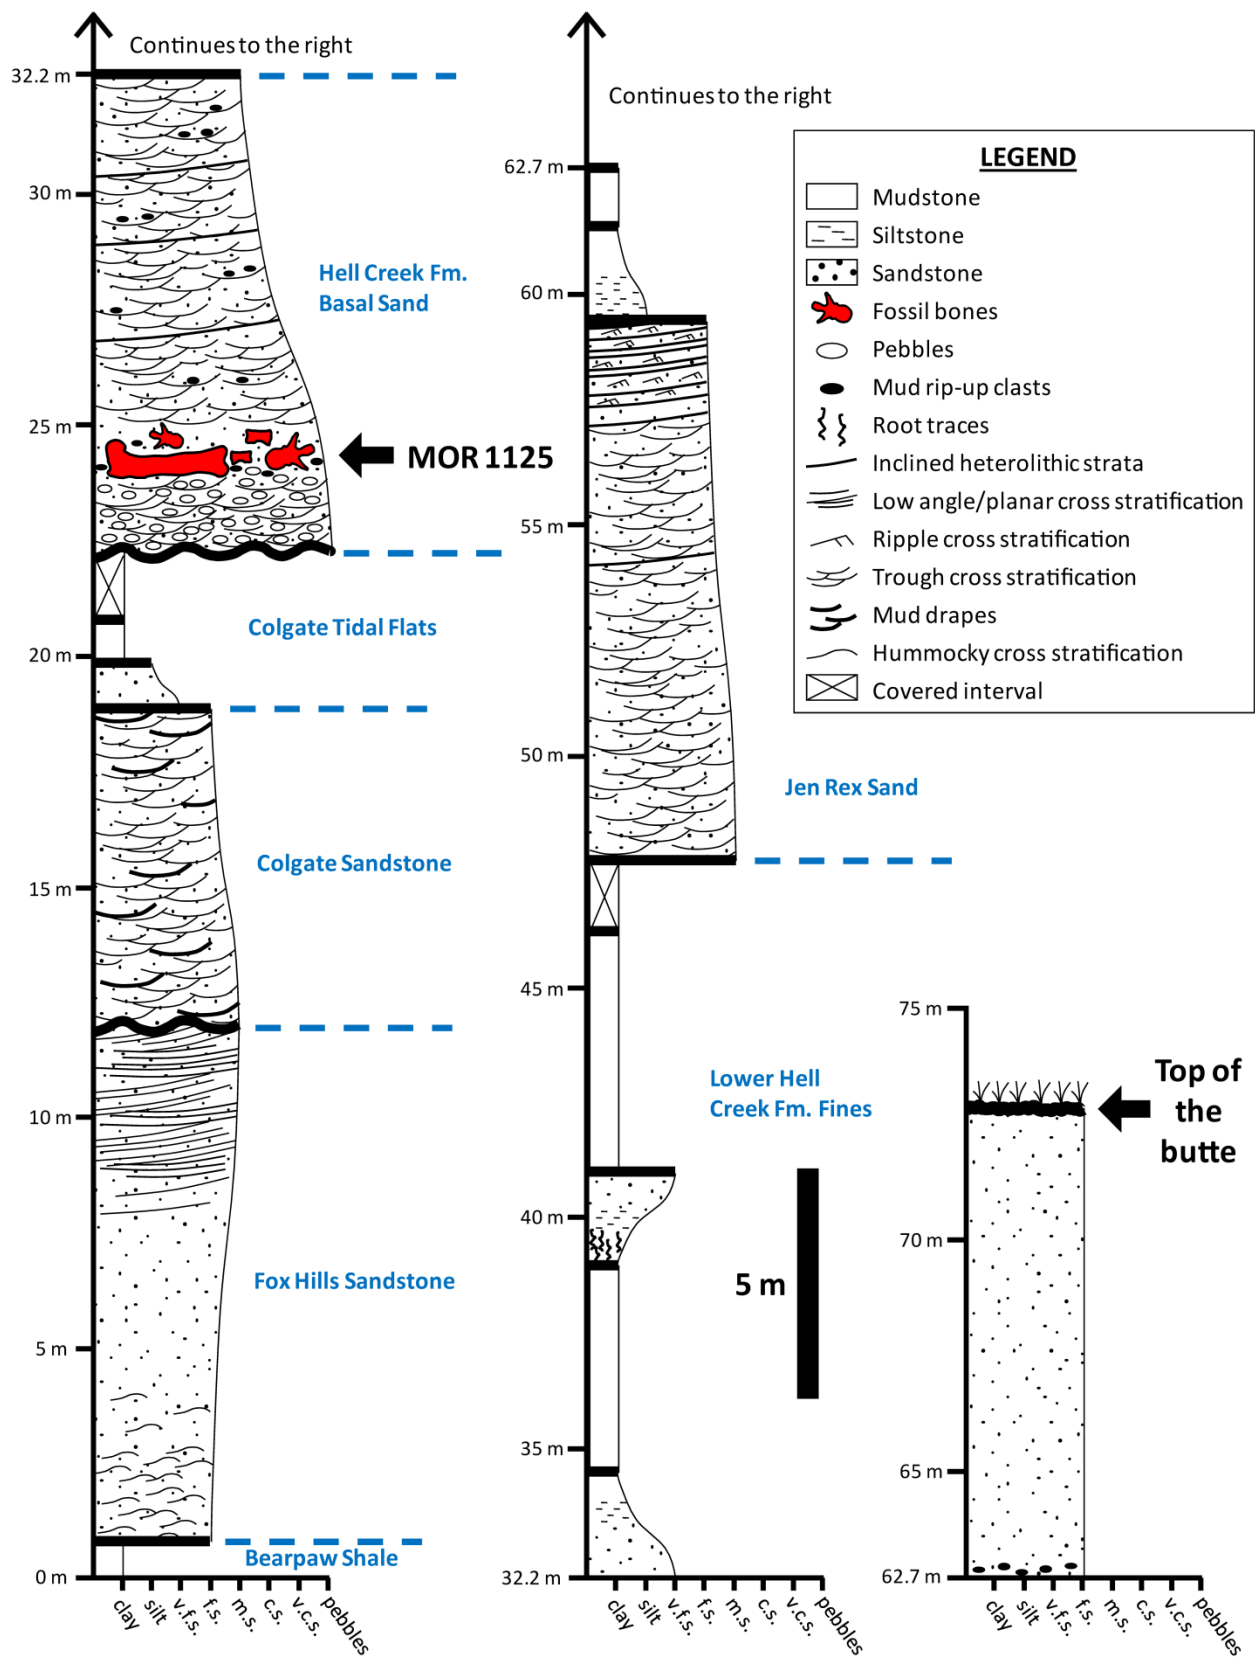 Continues to the right
32.2 m
30 m
25 m
20 m
15 m
10 m
5 m
0 m
Hell Creek Fm.
Basal Sand
MOR 1125
Colgate Tidal Flats
Colgate Sandstone
Fox Hills Sandstone
Bearpaw Shale
clay
silt
v.f.s.
f.s.
m.s.
c.s.
v.c.s.
pebbles
Continues to the right
62.7 m
60 m
55 m
50 m
45 m
40 m
35 m
32.2 m
Jen Rex Sand
Lower Hell
Creek Fm. Fines
5 m
clay
silt
v.f.s.
f.s.
m.s.
c.s.
v.c.s.
pebbles
LEGEND
Mudstone
Siltstone
Sandstone
Fossil bones
Pebbles
Mud rip-up clasts
Root traces
Inclined heterolithic strata
Low angle/planar cross stratification
Ripple cross stratification
Trough cross stratification
Mud drapes
Hummocky cross stratification
Covered interval
75 m
70 m
65 m
62.7 m
Top of
the
butte
clay
silt
v.f.s.
f.s.
m.s.
c.s.
v.c.s.
pebbles